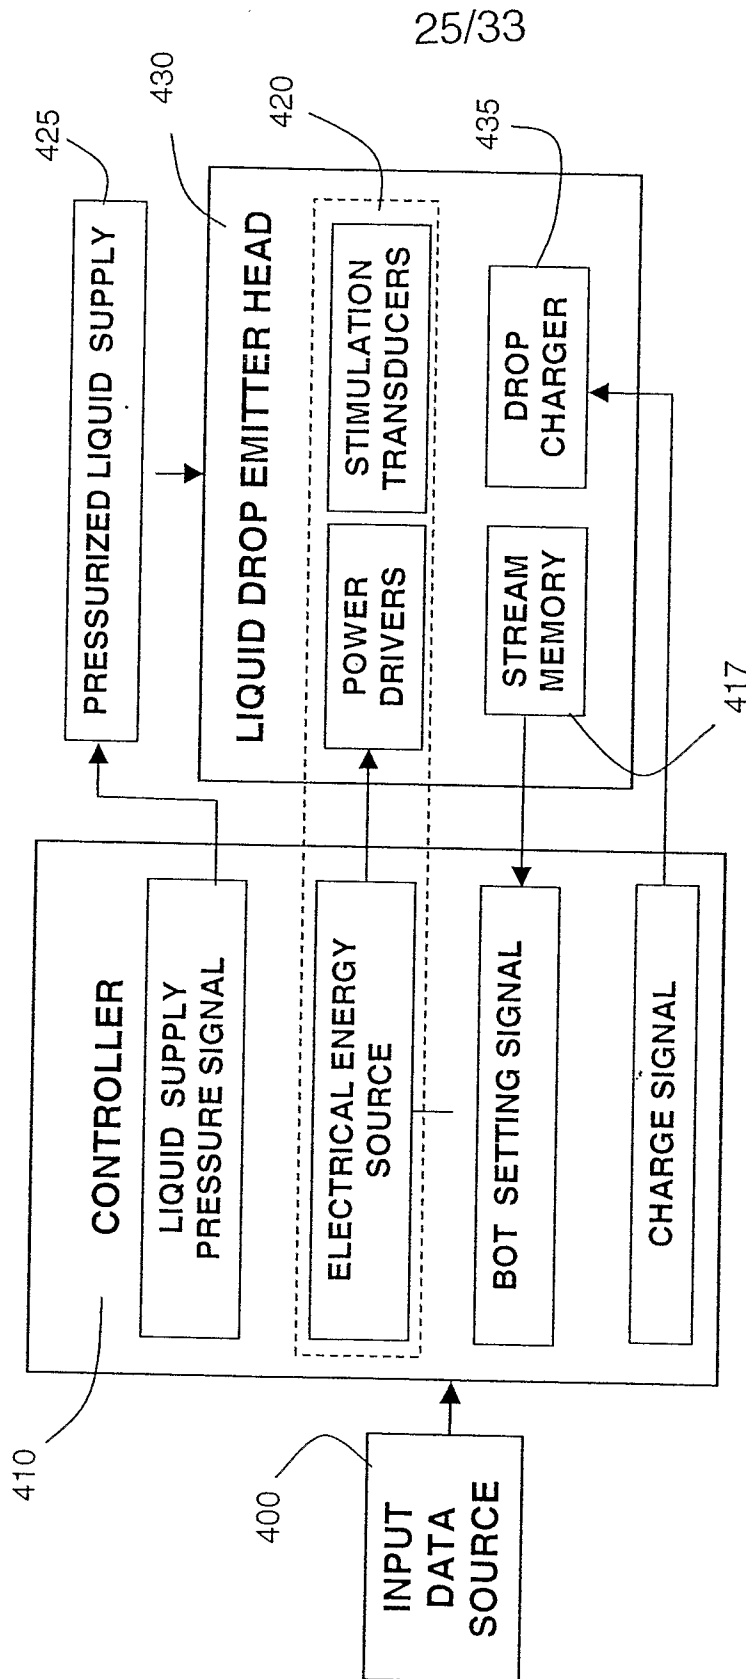 25/33
400
INPUT
DATA
SOURCE
410
CONTROLLER
LIQUID SUPPLY
PRESSURE SIGNAL
ELECTRICAL ENERGY
SOURCE
BOT SETTING SIGNAL
CHARGE SIGNAL
425
PRESSURIZED LIQUID SUPPLY
430
LIQUID DROP EMITTER HEAD
420
POWER
DRIVERS
STIMULATION
TRANSDUCERS
STREAM
MEMORY
417
DROP
CHARGER
435